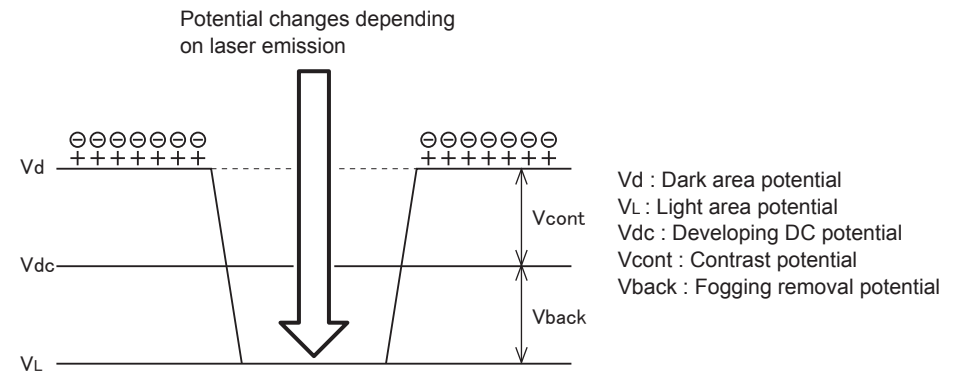 Potential changes depending
on laser emission
⊖⊖⊖⊖⊖⊖⊖ ⊖⊖⊖⊖⊖⊖⊖
+++++++ +++++++
Vd
Vcont
Vdc
Vback
VL
Vd : Dark area potential
VL : Light area potential
Vdc : Developing DC potential
Vcont : Contrast potential
Vback : Fogging removal potential